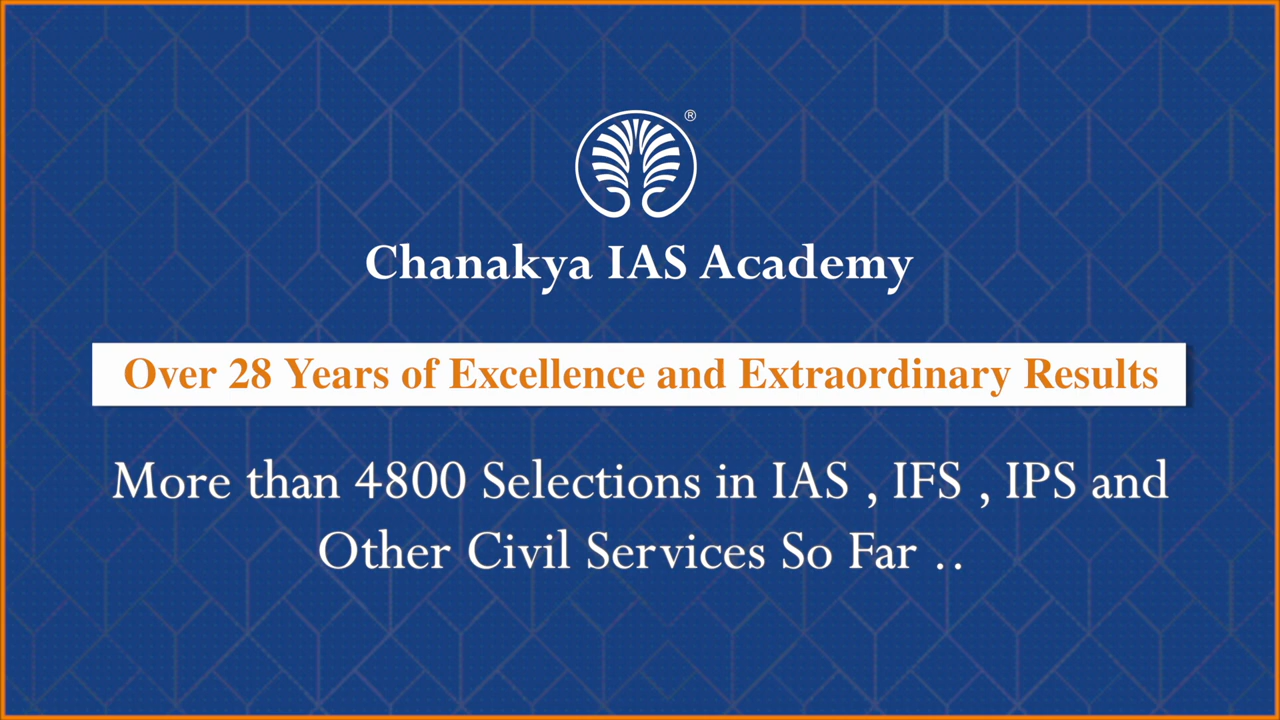 ®
Chanakya IAS Academy
Over 28 Years of Excellence and Extraordinary Results
More than 4800 Selections in IAS , IFS , IPS and
Other Civil Services So Far ..